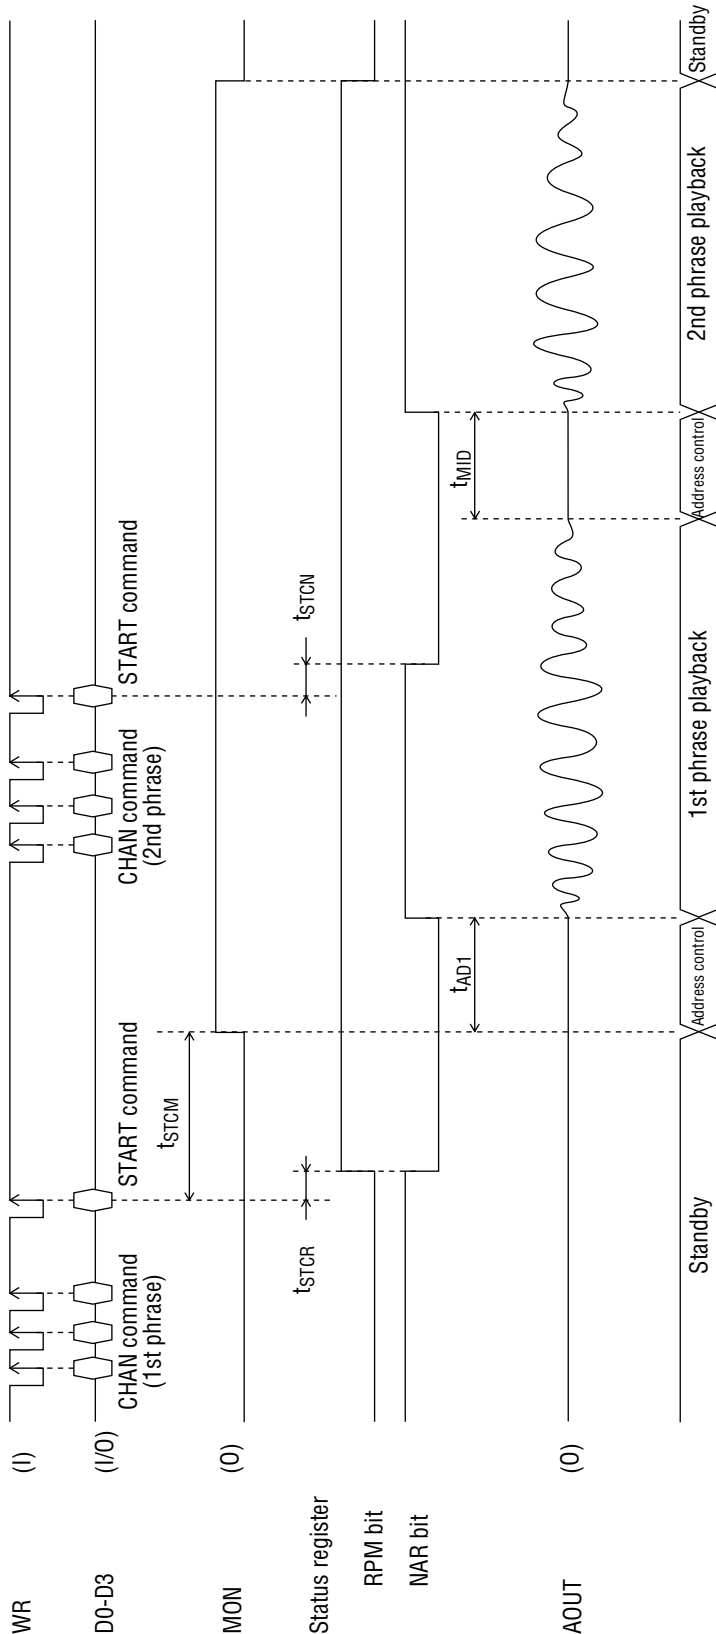 WR
(I)
D0-D3
(I/O)
CHAN command
(1st phrase)
START command
CHAN command
(2nd phrase)
START command
MON
(O)
tSTCM
Status register
tSTCR
tSTCN
RPM bit
NAR bit
tAD1
tMID
AOUT
(O)
Standby
Address control
1st phrase playback
Address control
2nd phrase playback
Standby